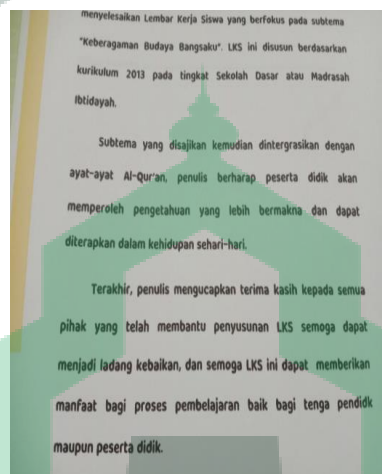 menyelesaikan Lembar Kerja Siswa yang berfokus pada subtema
"Keberagaman Budaya Bangsaku". LKS ini disusun berdasarkan
kurikulum 2013 pada tingkat Sekolah Dasar atau Madrasah
Ibtidayah.
Subtema yang disajikan kemudian dintergrasikan dengan
ayat-ayat Al-Qur'an, penulis berharap peserta didik akan
memperoleh pengetahuan yang lebih bermakna dan dapat
diterapkan dalam kehidupan sehari-hari.
Terakhir, penulis mengucapkan terima kasih kepada semua
pihak yang telah membantu penyusunan LKS semoga dapat
menjadi ladang kebaikan, dan semoga LKS ini dapat memberikan
manfaat bagi proses pembelajaran baik bagi tenga pendidk
maupun peserta didik.